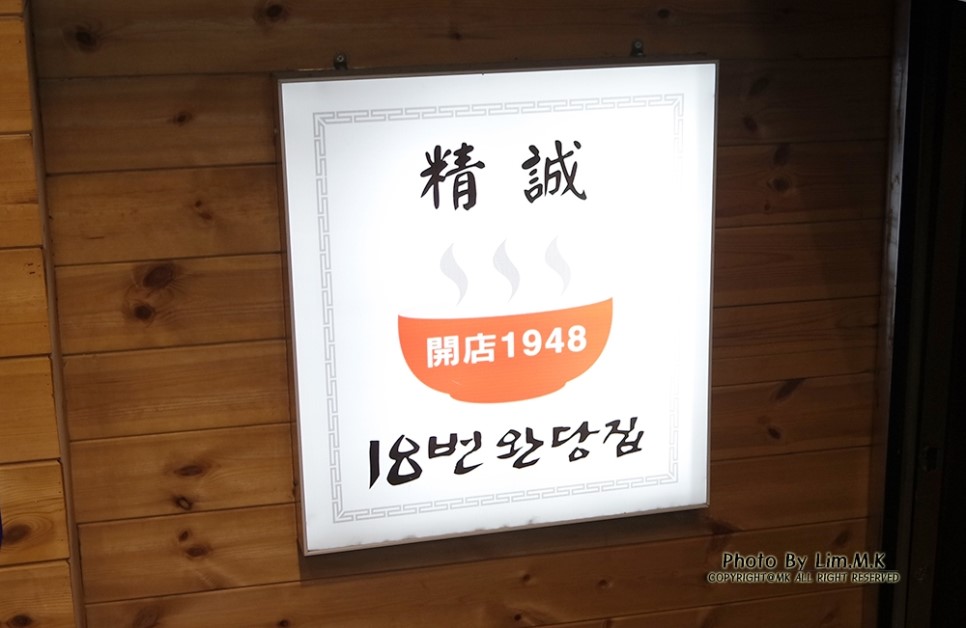 精 誠
開店1948
18번완당집
Photo By Lim.M.K
COPYRIGHT@MK ALL RIGHT RESERVED